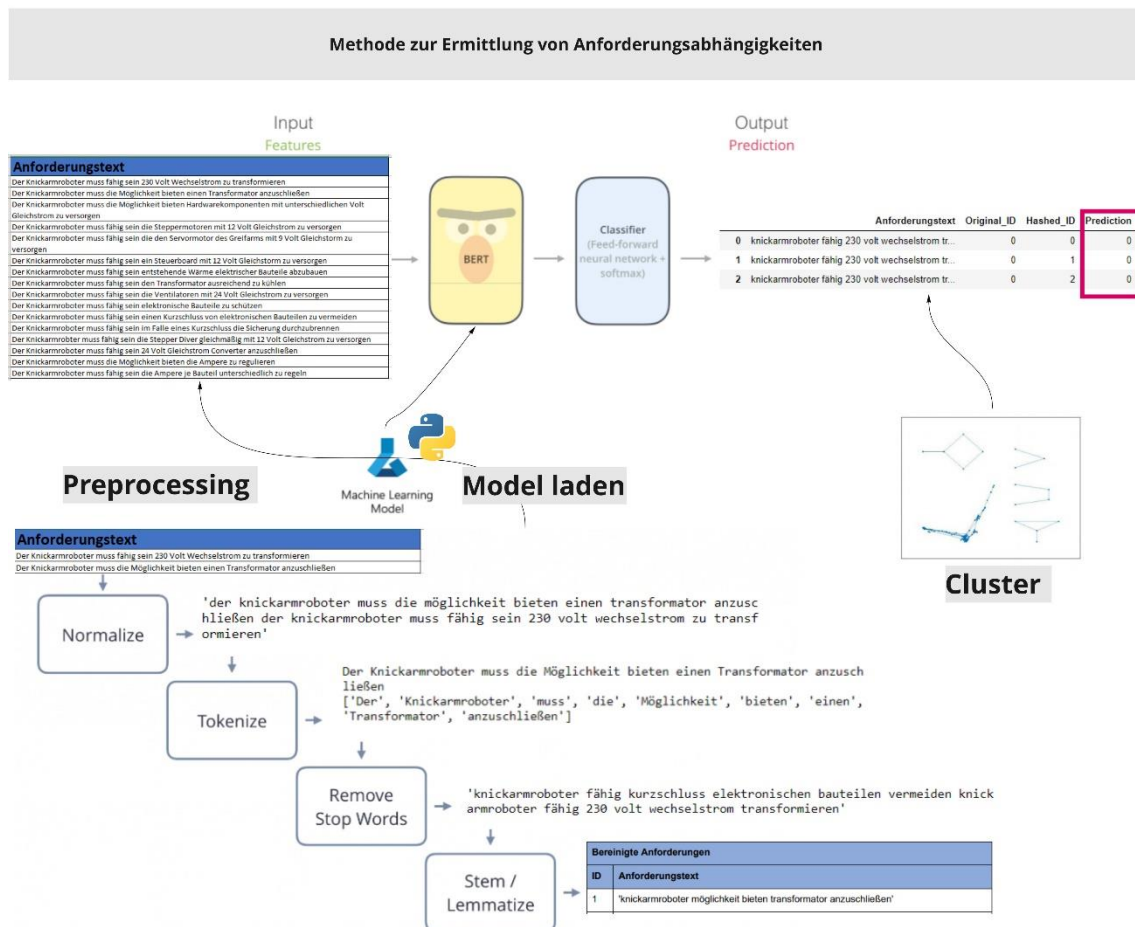 Methode zur Ermittlung von Anforderungsabhängigkeiten
Input
Features
Output
Prediction
Anforderungstext
Der Knickarmroboter muss fähig sein 230 Volt Wechselstrom zu transformieren
Der Knickarmroboter muss die Möglichkeit bieten einen Transformator anzuschließen
Der Knickarmroboter muss die Möglichkeit bieten Hardwarekomponenten mit unterschiedlichen Volt
Gleichstrom zu versorgen
Der Knickarmroboter muss fähig sein die Steppermotoren mit 12 Volt Gleichstrom zu versorgen
Der Knickarmroboter muss fähig sein die den Servormotor des Greifarms mit 9 Volt Gleichstorm zu
versorgen
Der Knickarmroboter muss fähig sein ein Steuerboard mit 12 Volt Gleichstorm zu versorgen
Der Knickarmroboter muss fähig sein entstehende Wärme elektrischer Bauteile abzubauen
Der Knickarmroboter muss fähig sein den Transformator ausreichend zu kühlen
Der Knickarmroboter muss fähig sein die Ventilatoren mit 24 Volt Gleichstrom zu versorgen
Der Knickarmroboter muss fähig sein elektronische Bauteile zu schützen
Der Knickarmroboter muss fähig sein einen Kurzschluss von elektronischen Bauteilen zu vermeiden
Der Knickarmroboter muss fähig sein im Falle eines Kurzschluss die Sicherung durchzubrennen
Der Knickarmrobter muss fähig sein die Stepper Diver gleichmäßig mit 12 Volt Gleichstrom zu versorgen
Der Knickarmroboter muss fähig sein 24 Volt Gleichstrom Converter anzuschließen
Der Knickarmroboter muss die Möglichkeit bieten die Ampere zu regulieren
Der Knickarmroboter muss fähig sein die Ampere je Bauteil unterschiedlich zu regeln
BERT
Classifier
(Feed-forward
neural network +
softmax)
Anforderungstext Original_ID Hashed_ID Prediction
0 knickarmroboter fähig 230 volt wechselstrom tr... 0 0 0
1 knickarmroboter fähig 230 volt wechselstrom tr... 0 1 0
2 knickarmroboter fähig 230 volt wechselstrom tr... 0 2 0
Preprocessing
Machine Learning
Model
Model laden
Cluster
Anforderungstext
Der Knickarmroboter muss fähig sein 230 Volt Wechselstrom zu transformieren
Der Knickarmroboter muss die Möglichkeit bieten einen Transformator anzuschließen
Normalize
'der knickarmroboter muss die möglichkeit bieten einen transformator anzusc
hließen der knickarmroboter muss fähig sein 230 volt wechselstrom zu transf
ormieren'
Tokenize
Der Knickarmroboter muss die Möglichkeit bieten einen Transformator anzusch
ließen
['Der', 'Knickarmroboter', 'muss', 'die', 'Möglichkeit', 'bieten', 'einen',
'Transformator', 'anzuschließen']
Remove
Stop Words
'knickarmroboter fähig kurzschluss elektronischen bauteilen vermeiden knick
armroboter fähig 230 volt wechselstrom transformieren'
Stem /
Lemmatize
Bereinigte Anforderungen
ID Anforderungstext
1 'knickarmroboter möglichkeit bieten transformator anzuschließen'